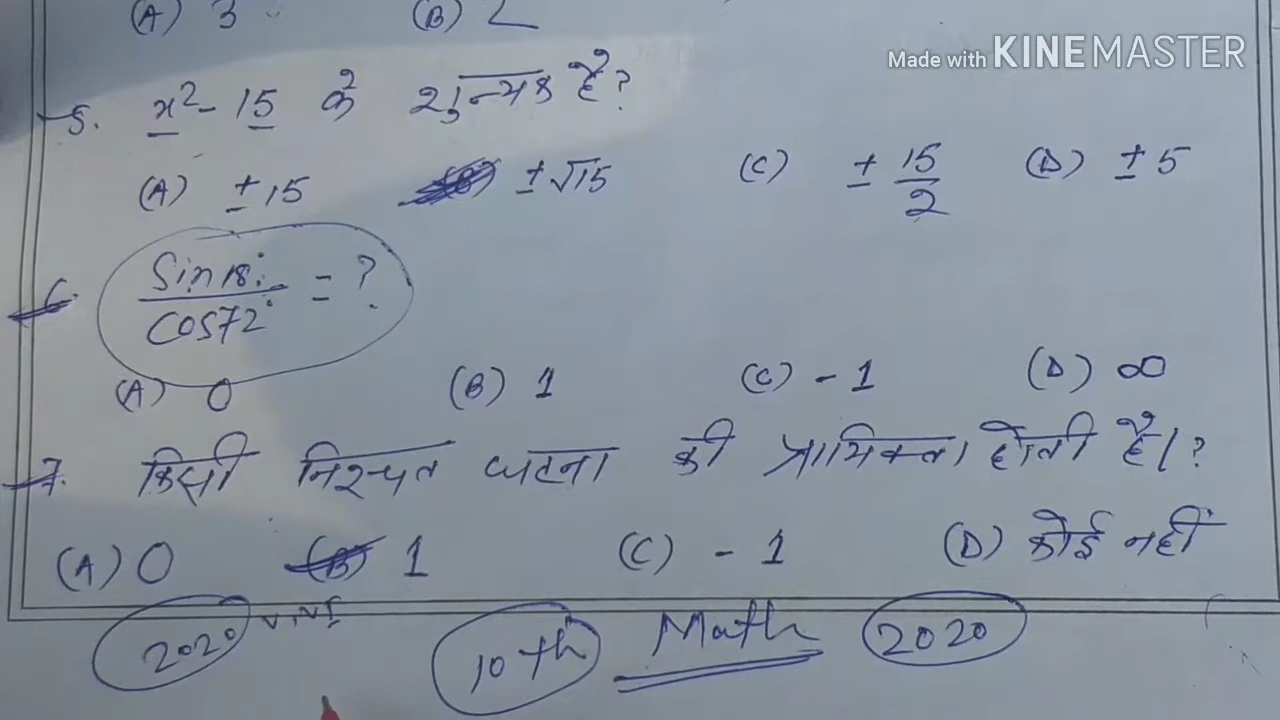 (A) 3 (B) 2
Made with KINEMASTER
5. x² - 15 के शून्यक है?
(A) ± 15 (B) ± √15 (C) ± 15/2 (D) ± 5
6. Sin18°/Cos72° = ?
(A) 0 (B) 1 (C) - 1 (D) ∞
7. किसी निश्चत घटना की प्रायिकता होती है।?
(A) 0 (B) 1 (C) - 1 (D) कोई नहीं
2020 10th Math 2020